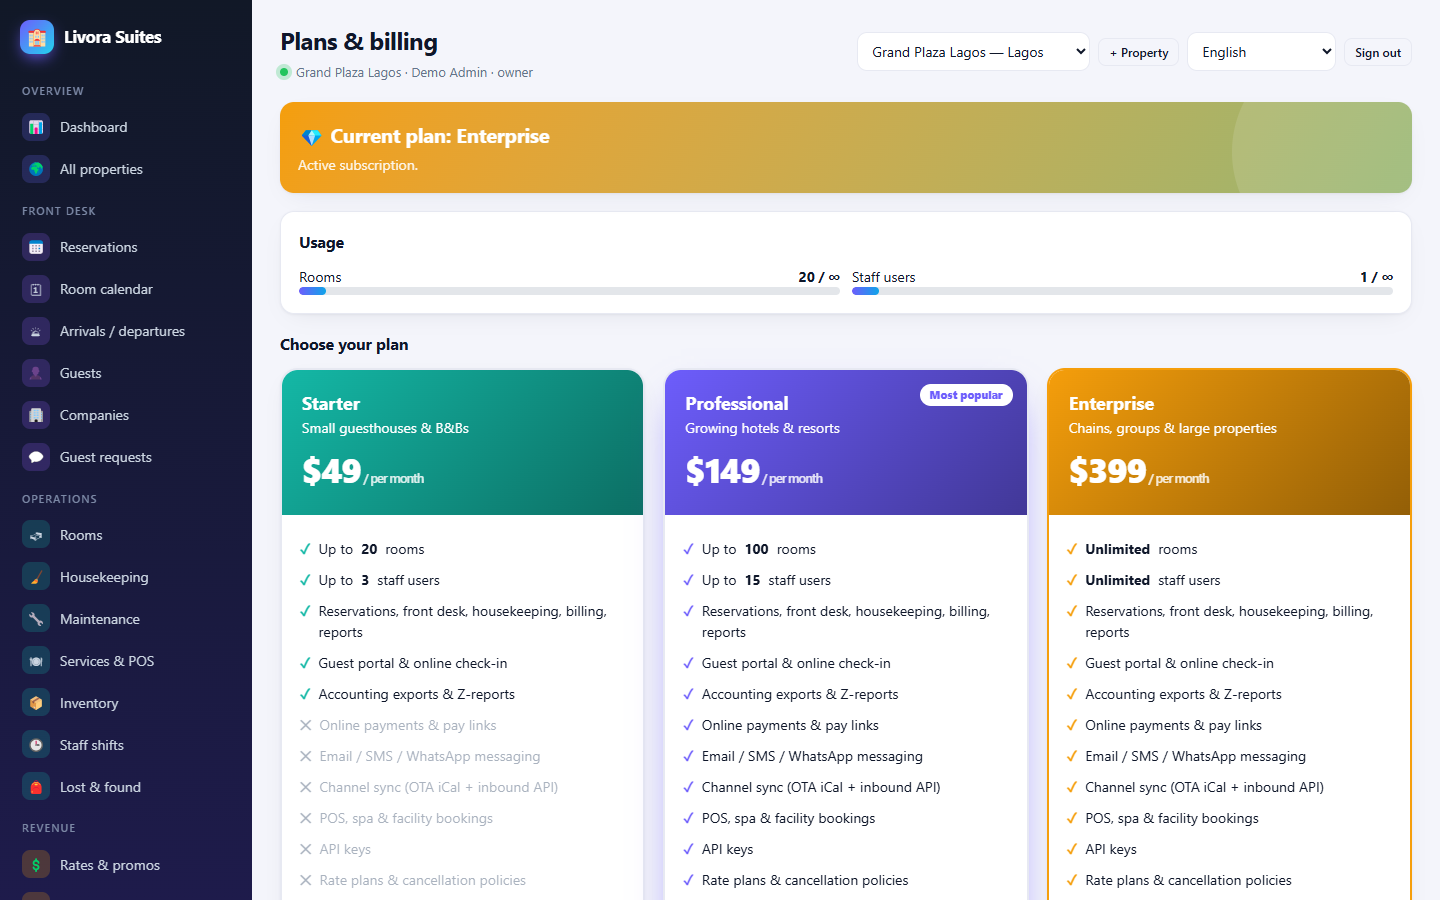 Livora Suites
OVERVIEW
Dashboard
All properties
FRONT DESK
Reservations
Room calendar
Arrivals / departures
Guests
Companies
Guest requests
OPERATIONS
Rooms
Housekeeping
Maintenance
Services & POS
Inventory
Staff shifts
Lost & found
REVENUE
Rates & promos
Plans & billing
Grand Plaza Lagos · Demo Admin · owner
Grand Plaza Lagos — Lagos
+ Property
English
Sign out
Current plan: Enterprise
Active subscription.
Usage
Rooms 20 / ∞
Staff users 1 / ∞
Choose your plan
Starter
Small guesthouses & B&Bs
$49 / per month
✓ Up to 20 rooms
✓ Up to 3 staff users
✓ Reservations, front desk, housekeeping, billing,
reports
✓ Guest portal & online check-in
✓ Accounting exports & Z-reports
✕ Online payments & pay links
✕ Email / SMS / WhatsApp messaging
✕ Channel sync (OTA iCal + inbound API)
✕ POS, spa & facility bookings
✕ API keys
✕ Rate plans & cancellation policies
Most popular
Professional
Growing hotels & resorts
$149 / per month
✓ Up to 100 rooms
✓ Up to 15 staff users
✓ Reservations, front desk, housekeeping, billing,
reports
✓ Guest portal & online check-in
✓ Accounting exports & Z-reports
✓ Online payments & pay links
✓ Email / SMS / WhatsApp messaging
✓ Channel sync (OTA iCal + inbound API)
✓ POS, spa & facility bookings
✓ API keys
✓ Rate plans & cancellation policies
Enterprise
Chains, groups & large properties
$399 / per month
✓ Unlimited rooms
✓ Unlimited staff users
✓ Reservations, front desk, housekeeping, billing,
reports
✓ Guest portal & online check-in
✓ Accounting exports & Z-reports
✓ Online payments & pay links
✓ Email / SMS / WhatsApp messaging
✓ Channel sync (OTA iCal + inbound API)
✓ POS, spa & facility bookings
✓ API keys
✓ Rate plans & cancellation policies